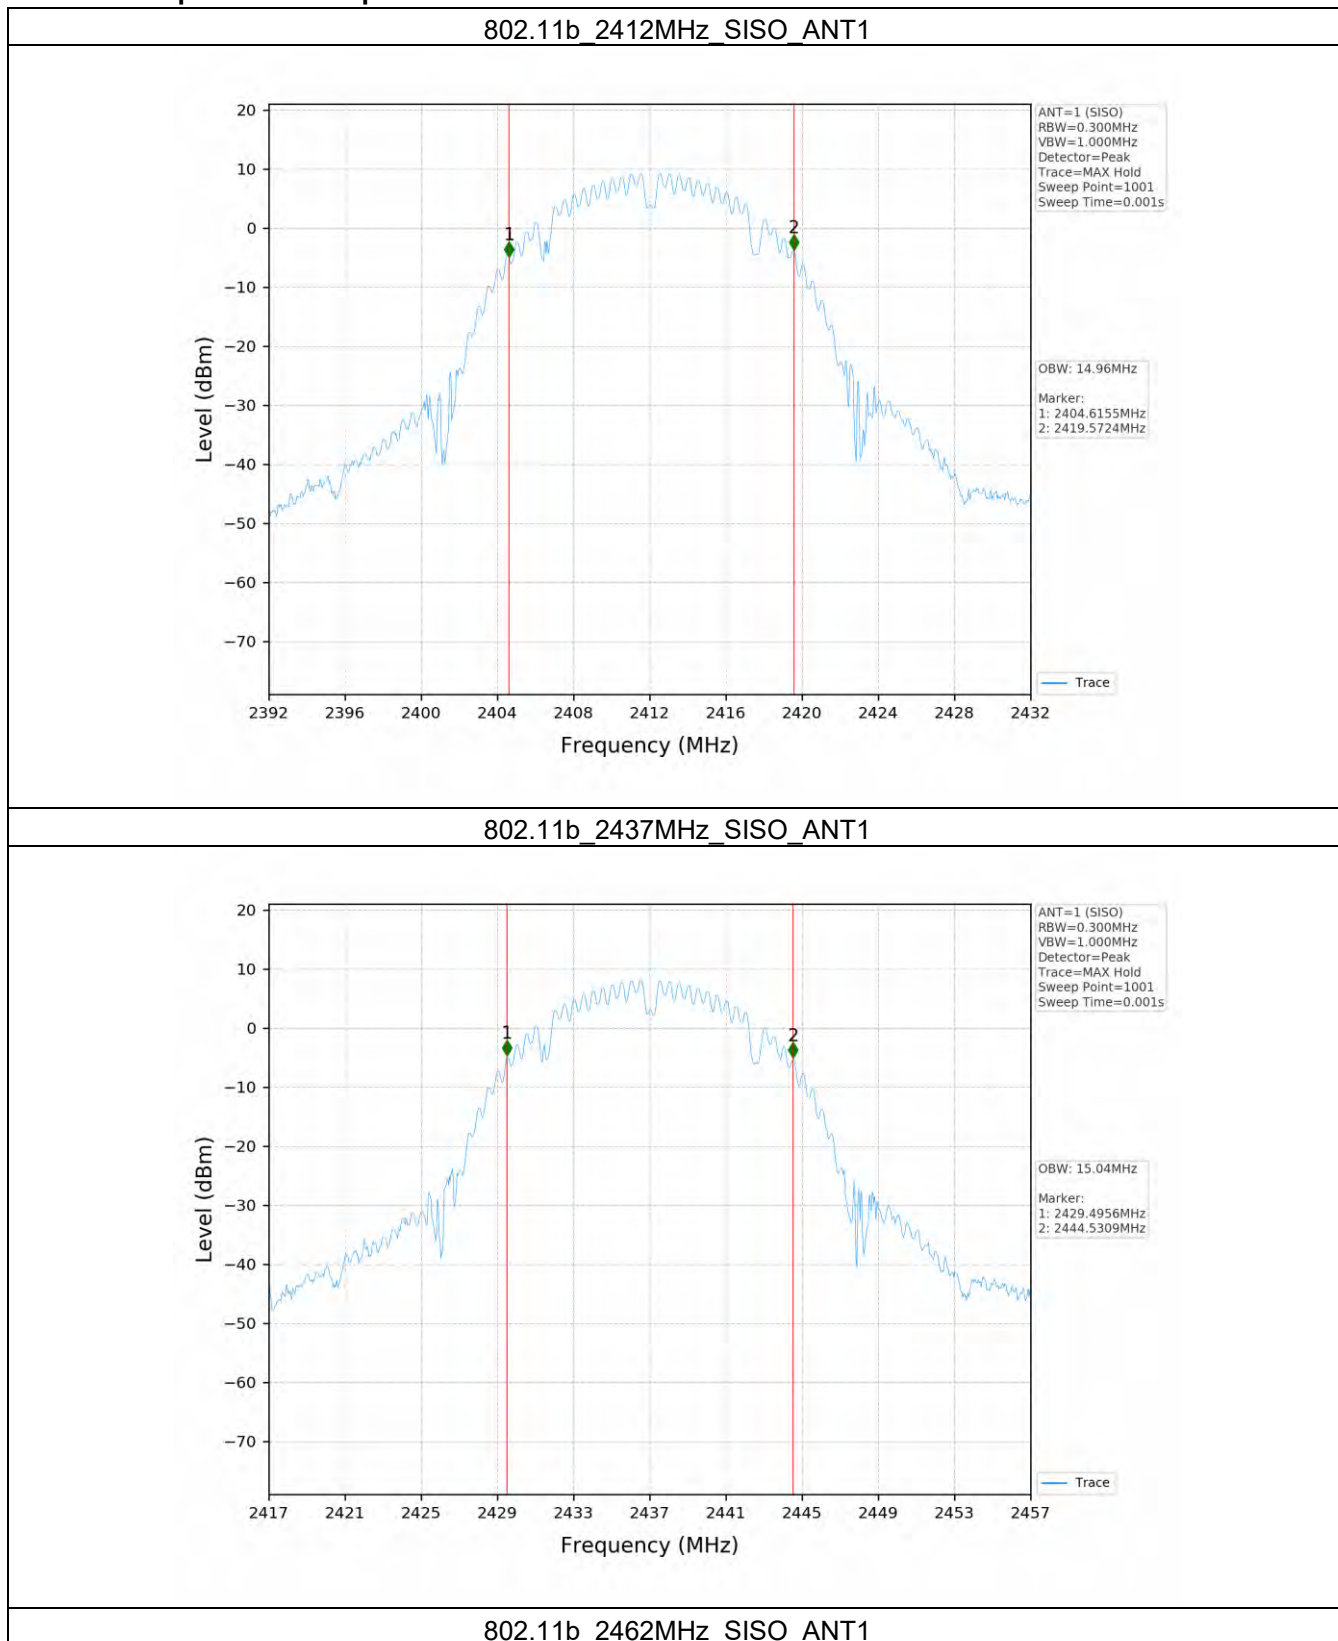 802.11b_2412MHz_SISO_ANT1
20
10
0
−10
−20
−30
−40
−50
−60
−70
Level (dBm)
1
2
2392 2396 2400 2404 2408 2412 2416 2420 2424 2428 2432
Frequency (MHz)
ANT=1 (SISO)
RBW=0.300MHz
VBW=1.000MHz
Detector=Peak
Trace=MAX Hold
Sweep Point=1001
Sweep Time=0.001s
OBW: 14.96MHz
Marker:
1: 2404.6155MHz
2: 2419.5724MHz
Trace
802.11b_2437MHz_SISO_ANT1
20
10
0
−10
−20
−30
−40
−50
−60
−70
Level (dBm)
1
2
2417 2421 2425 2429 2433 2437 2441 2445 2449 2453 2457
Frequency (MHz)
ANT=1 (SISO)
RBW=0.300MHz
VBW=1.000MHz
Detector=Peak
Trace=MAX Hold
Sweep Point=1001
Sweep Time=0.001s
OBW: 15.04MHz
Marker:
1: 2429.4956MHz
2: 2444.5309MHz
Trace
802.11b_2462MHz_SISO_ANT1